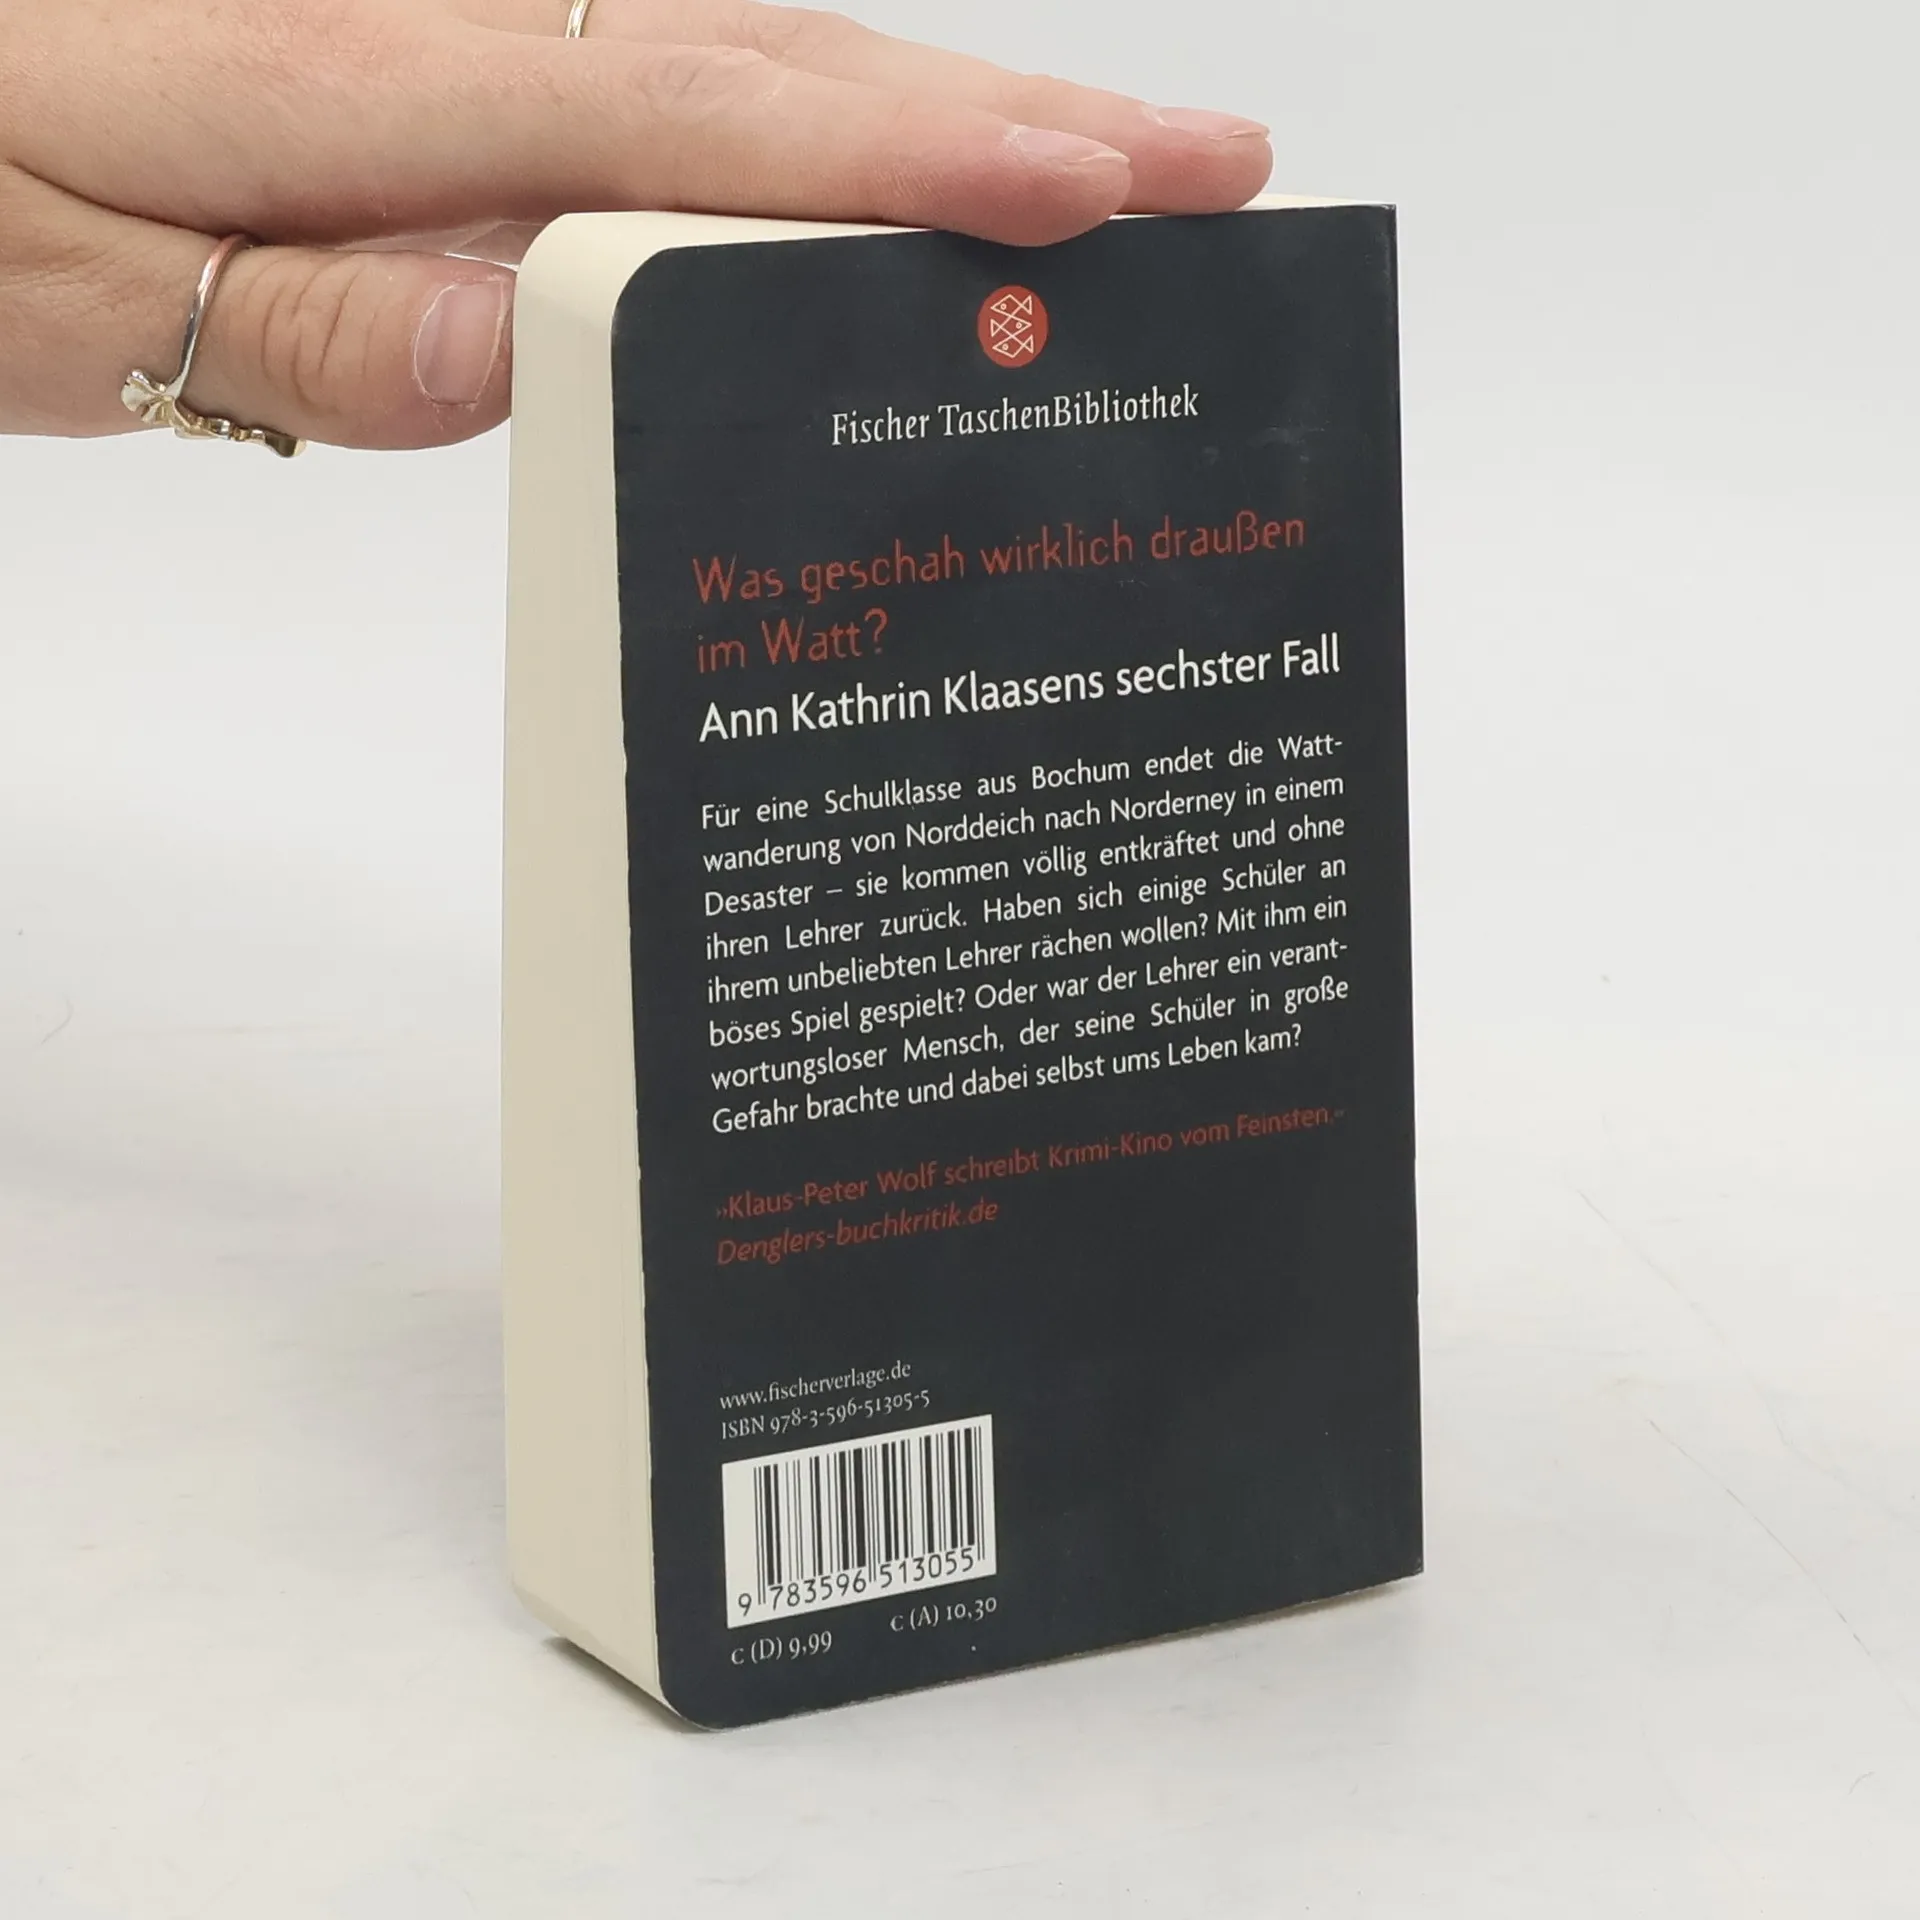 Fischer TaschenBibliothek
Was geschah wirklich draußen
im Watt?
Ann Kathrin Klaasens sechster Fall
Für eine Schulklasse aus Bochum endet die Watt-
wanderung von Norddeich nach Norderney in einem
Desaster – sie kommen völlig entkräftet und ohne
ihren Lehrer zurück. Haben sich einige Schüler an
ihrem unbeliebten Lehrer rächen wollen? Mit ihm ein
böses Spiel gespielt? Oder war der Lehrer ein verant-
wortungsloser Mensch, der seine Schüler in große
Gefahr brachte und dabei selbst ums Leben kam?
»Klaus-Peter Wolf schreibt Krimi-Kino vom Feinsten.«
Denglers-buchkritik.de
www.fischerverlage.de
ISBN 978-3-596-51305-5
9 783596 513055
€ (D) 9,99 € (A) 10,30